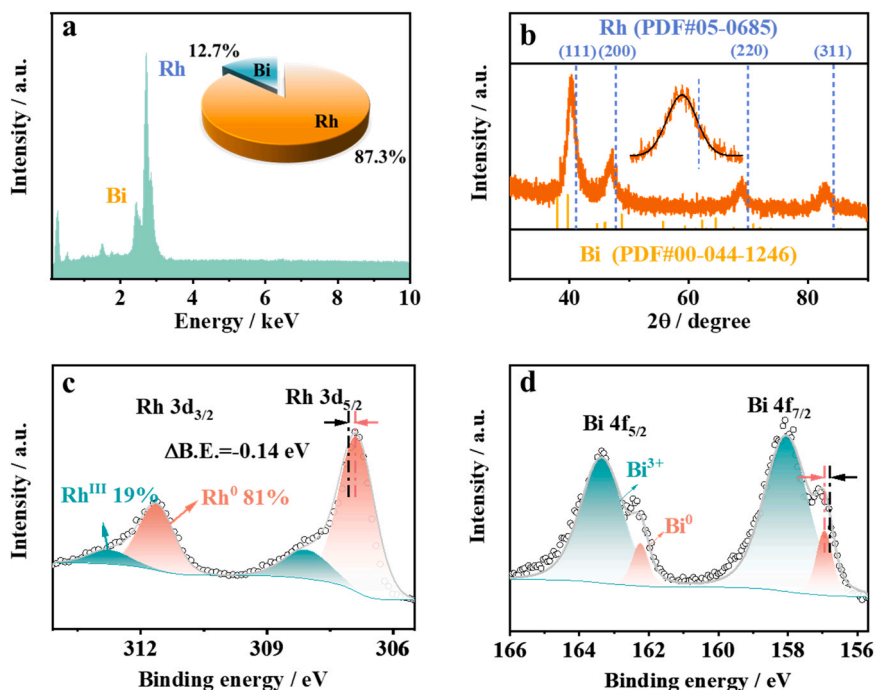 a
12.7%
Rh
Bi
Rh
87.3%
Bi
Intensity / a.u.
2 4 6 8 10
Energy / keV
b
Rh (PDF#05-0685)
(111) (200) (220) (311)
Intensity / a.u.
Bi (PDF#00-044-1246)
40 60 80
2θ / degree
c
Rh 3d3/2
Rh 3d5/2
ΔB.E.=-0.14 eV
RhIII 19%
Rh0 81%
Intensity / a.u.
312 309 306
Binding energy / eV
d
Bi 4f5/2
Bi 4f7/2
Bi3+
Bi0
Intensity / a.u.
166 164 162 160 158 156
Binding energy / eV